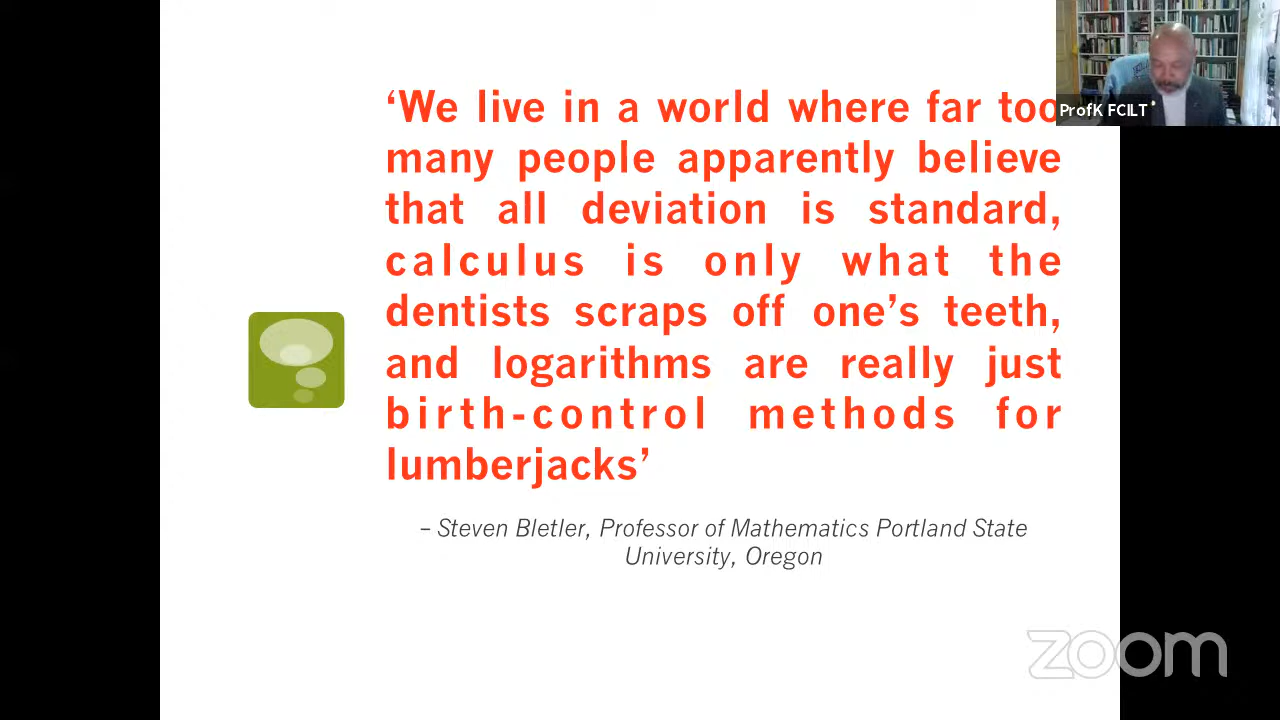 ‘We live in a world where far too
many people apparently believe
that all deviation is standard,
calculus is only what the
dentists scraps off one’s teeth,
and logarithms are really just
birth-control methods for
lumberjacks’
– Steven Bletler, Professor of Mathematics Portland State
University, Oregon
ProfK FCILT
zoom